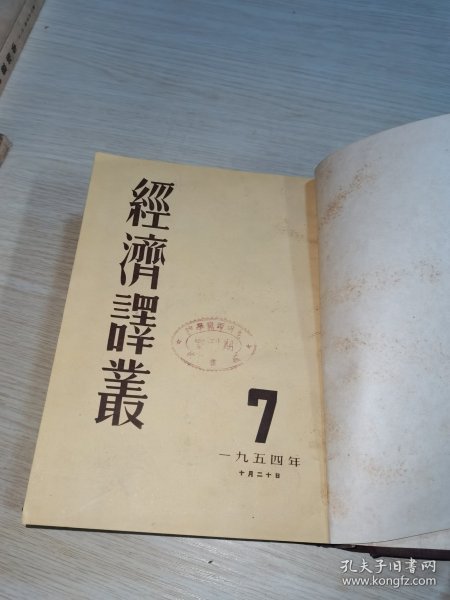 經濟譯叢
7
一九五四年
十月二十日
孔夫子旧书网
www.kongfz.com